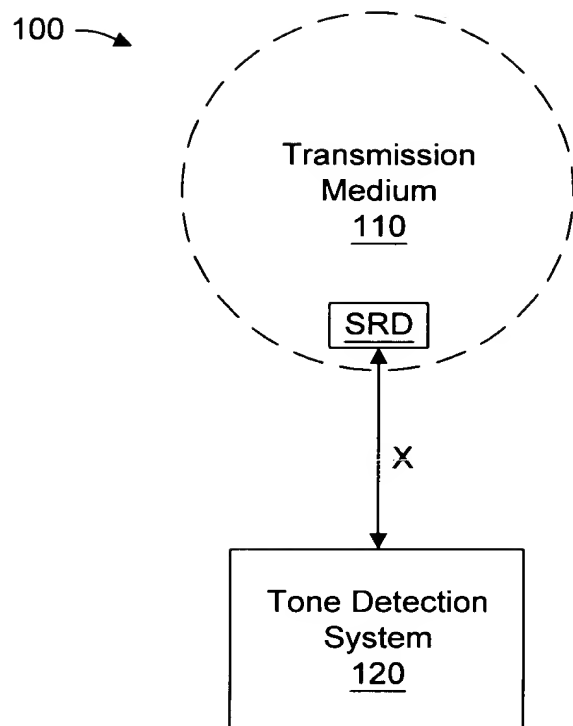 100
Transmission
Medium
110
SRD
X
Tone Detection
System
120